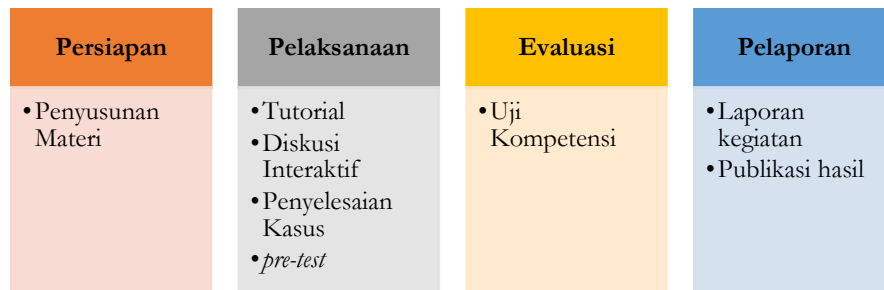 Persiapan
•Penyusunan
Materi
Pelaksanaan
•Tutorial
•Diskusi
Interaktif
•Penyelesaian
Kasus
•pre-test
Evaluasi
•Uji
Kompetensi
Pelaporan
•Laporan
kegiatan
•Publikasi hasil